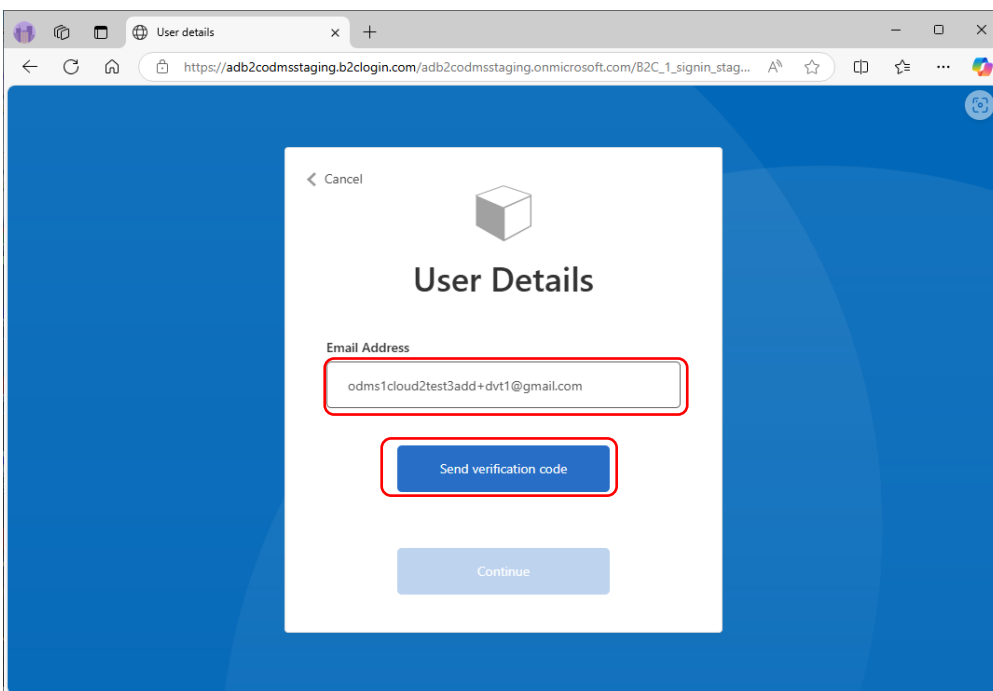 User details
https://adb2codmsstaging.b2clogin.com/adb2codmsstaging.onmicrosoft.com/B2C_1_signin_stag...
Cancel
User Details
Email Address
odms1cloud2test3add+dvt1@gmail.com
Send verification code
Continue